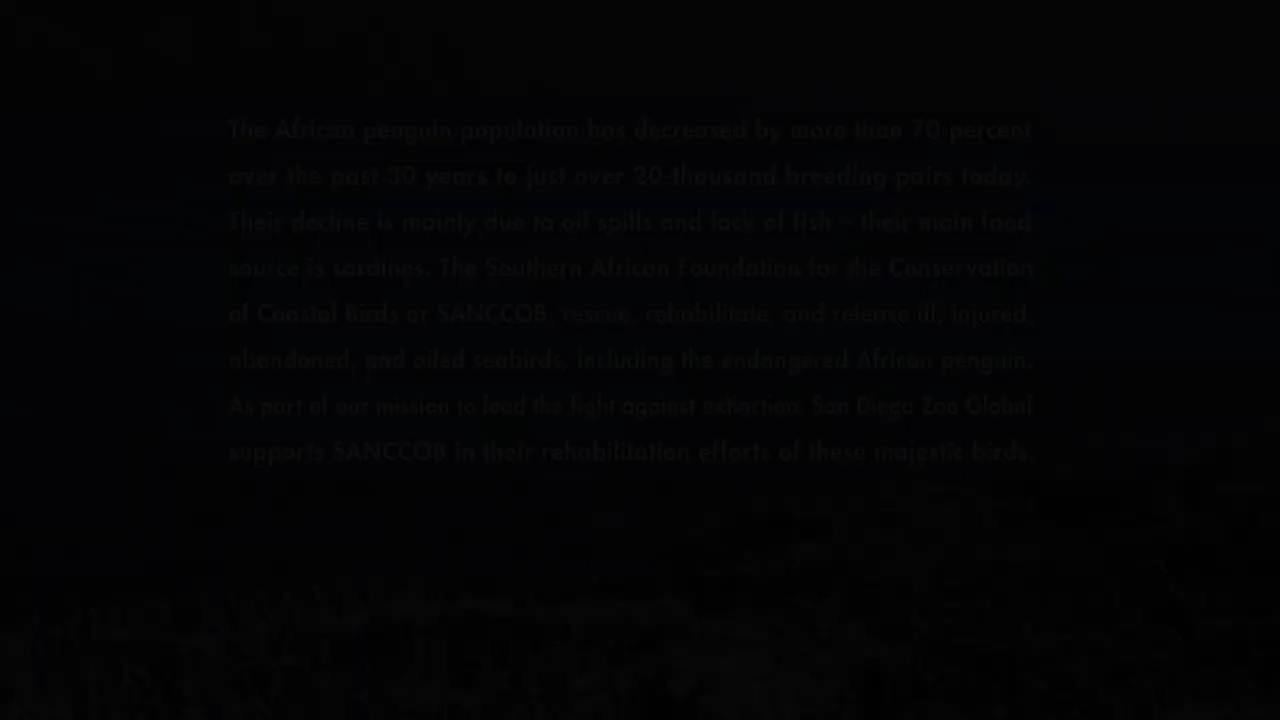 The African penguin population has decreased by more than 70 percent
over the past 30 years to just over 20-thousand breeding pairs today.
Their decline is mainly due to oil spills and lack of fish – their main food
source is sardines. The Southern African Foundation for the Conservation
of Coastal Birds or SANCCOB, rescue, rehabilitate, and release ill, injured,
abandoned, and oiled seabirds, including the endangered African penguin.
As part of our mission to lead the fight against extinction, San Diego Zoo Global
supports SANCCOB in their rehabilitation efforts of these majestic birds.